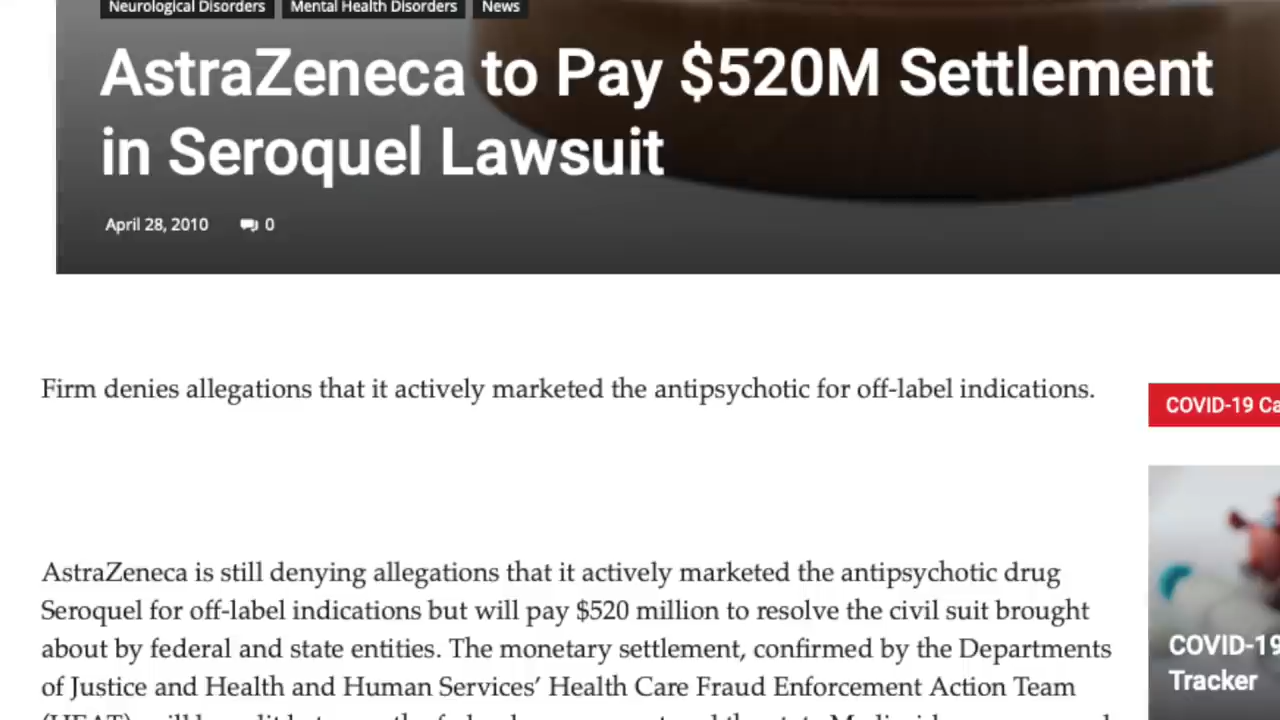 Neurological Disorders Mental Health Disorders News
AstraZeneca to Pay $520M Settlement
in Seroquel Lawsuit
April 28, 2010 0
Firm denies allegations that it actively marketed the antipsychotic for off-label indications.
COVID-19
AstraZeneca is still denying allegations that it actively marketed the antipsychotic drug
Seroquel for off-label indications but will pay $520 million to resolve the civil suit brought
about by federal and state entities. The monetary settlement, confirmed by the Departments
of Justice and Health and Human Services’ Health Care Fraud Enforcement Action Team
COVID-19
Tracker